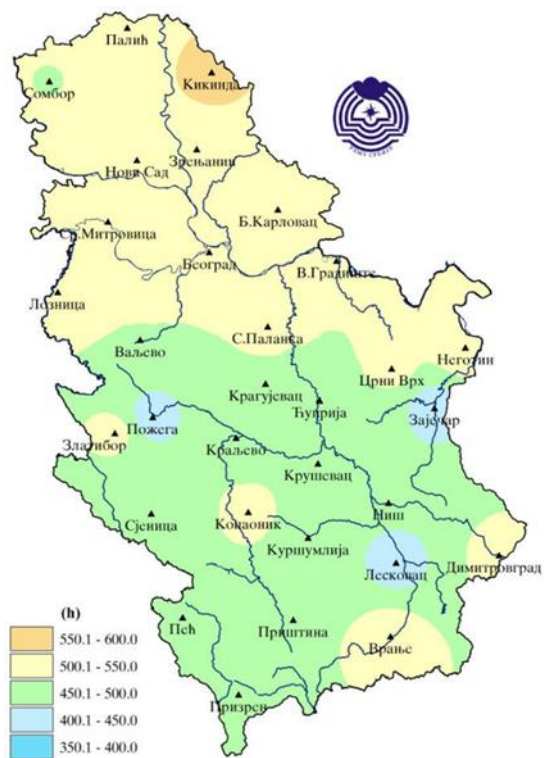 Палић
Кикинда
Сомбор
Зрењанин
Нови Сад
Б.Карловац
Ср.Митровица
Београд
В.Градиште
Лозница
С.Паланка
Ваљево
Неготин
Црни Врх
Крагујевац
Ћуприја
Зајечар
Пожега
Златибор
Краљево
Крушевац
Ниш
Сјеница
Копаоник
Куршумлија
Димитровград
Лесковац
(h)
550.1 - 600.0
500.1 - 550.0
450.1 - 500.0
400.1 - 450.0
350.1 - 400.0
Пећ
Приштина
Врање
Призрен